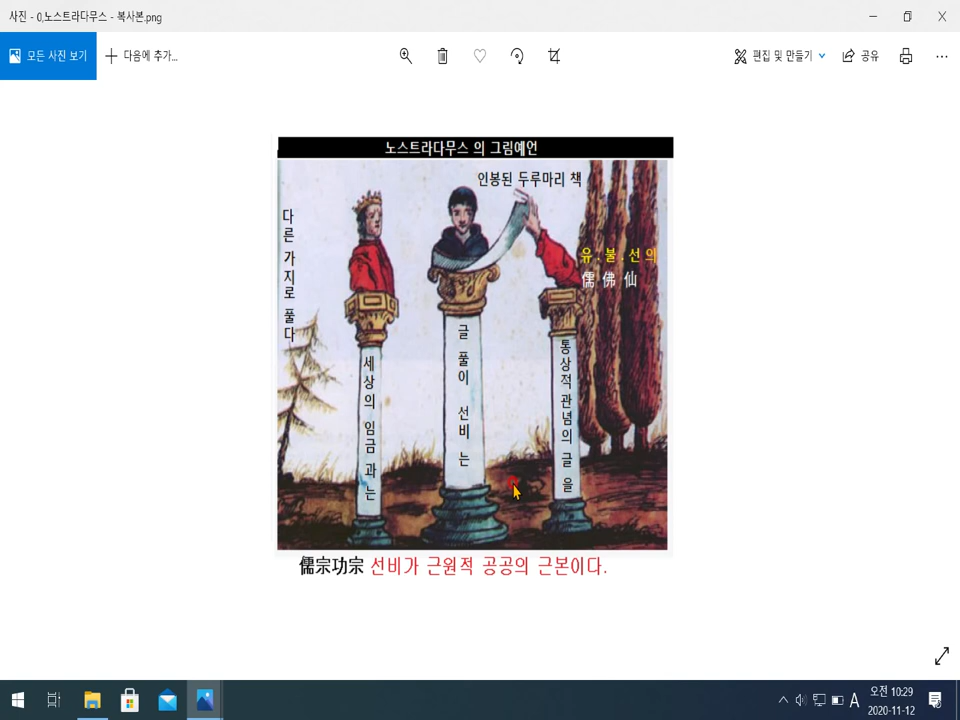 사진 - 0,노스트라다무스 - 복사본.png
모든 사진 보기
다음에 추가...
편집 및 만들기
공유
노스트라다무스 의 그림예언
인봉된 두루마리 책
다른 가지로 풀다
유.불.선의
儒 佛 仙
세상의 임금 과는
글 풀이 선비 는
통상적 관념의 글 을
儒宗功宗 선비가 근원적 공공의 근본이다.
A
오전 10:29
2020-11-12